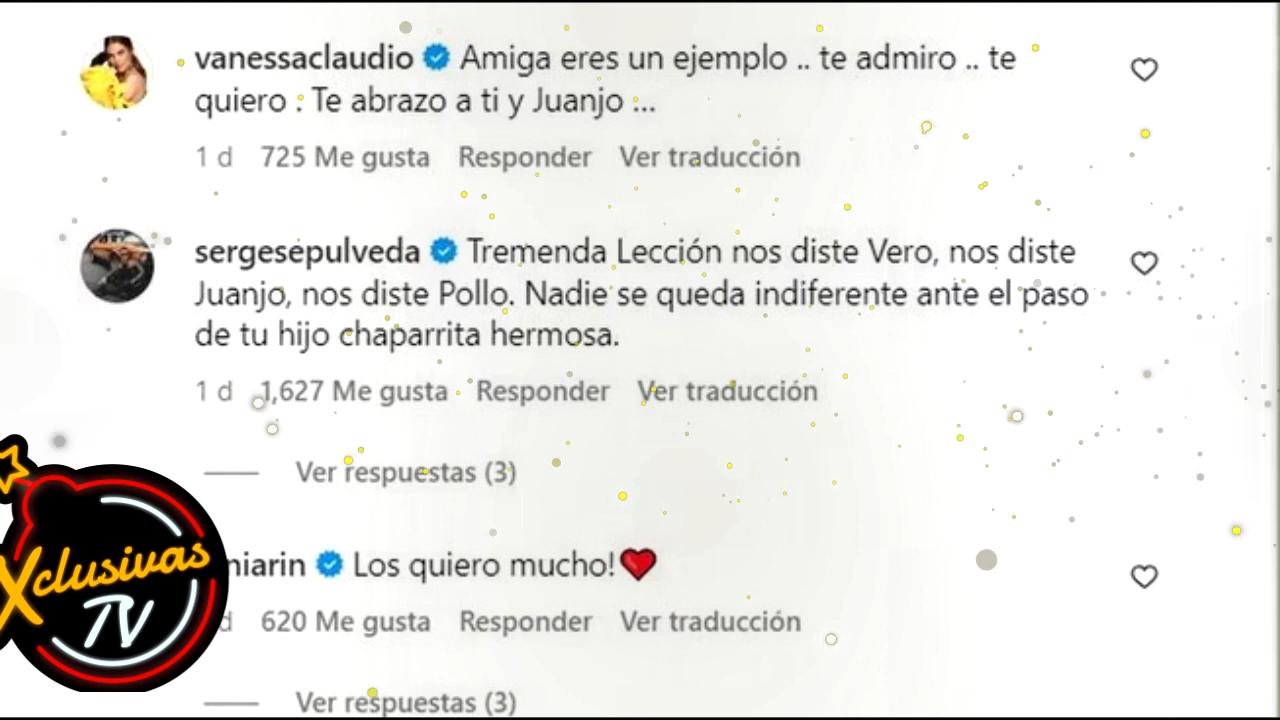 vanessaclaudio Amiga eres un ejemplo .. te admiro .. te
quiero . Te abrazo a ti y Juanjo ...
1 d 725 Me gusta Responder Ver traducción
sergesepulveda Tremenda Lección nos diste Vero, nos diste
Juanjo, nos diste Pollo. Nadie se queda indiferente ante el paso
de tu hijo chaparrita hermosa.
1 d 1,627 Me gusta Responder Ver traducción
Ver respuestas (3)
niarin Los quiero mucho!❤️
d 620 Me gusta Responder Ver traducción
Ver respuestas (3)
Xclusivas
TV